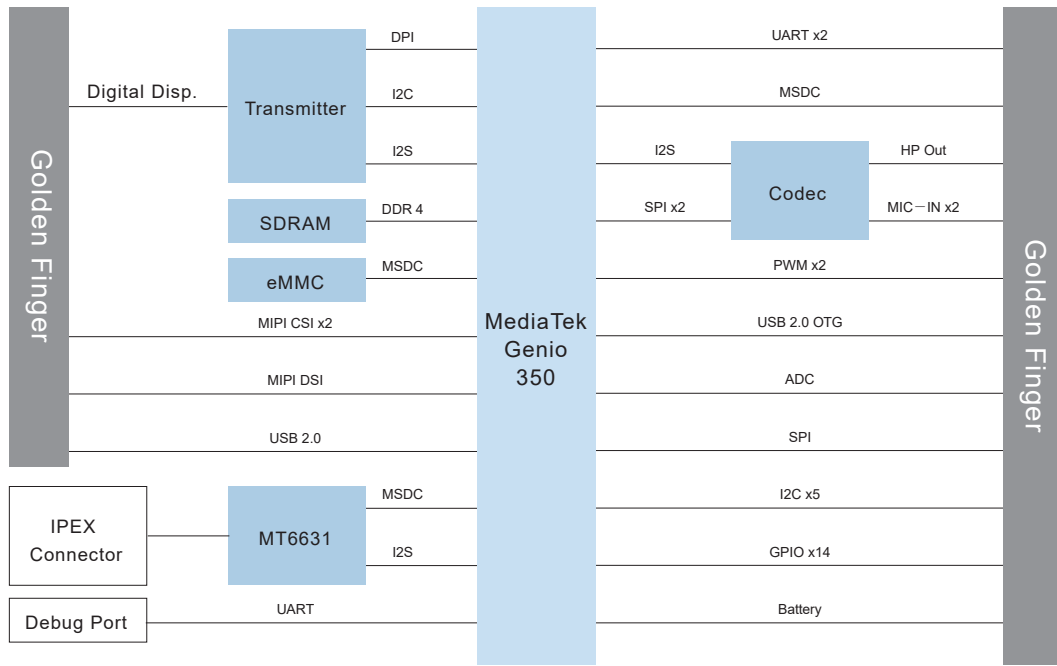 Golden Finger
Digital Disp.
Transmitter
DPI
I2C
I2S
SDRAM
DDR 4
eMMC
MSDC
MIPI CSI x2
MIPI DSI
USB 2.0
IPEX
Connector
MT6631
MSDC
I2S
Debug Port
UART
MediaTek
Genio
350
UART x2
MSDC
I2S
SPI x2
Codec
HP Out
MIC－IN x2
PWM x2
USB 2.0 OTG
ADC
SPI
I2C x5
GPIO x14
Battery
Golden Finger